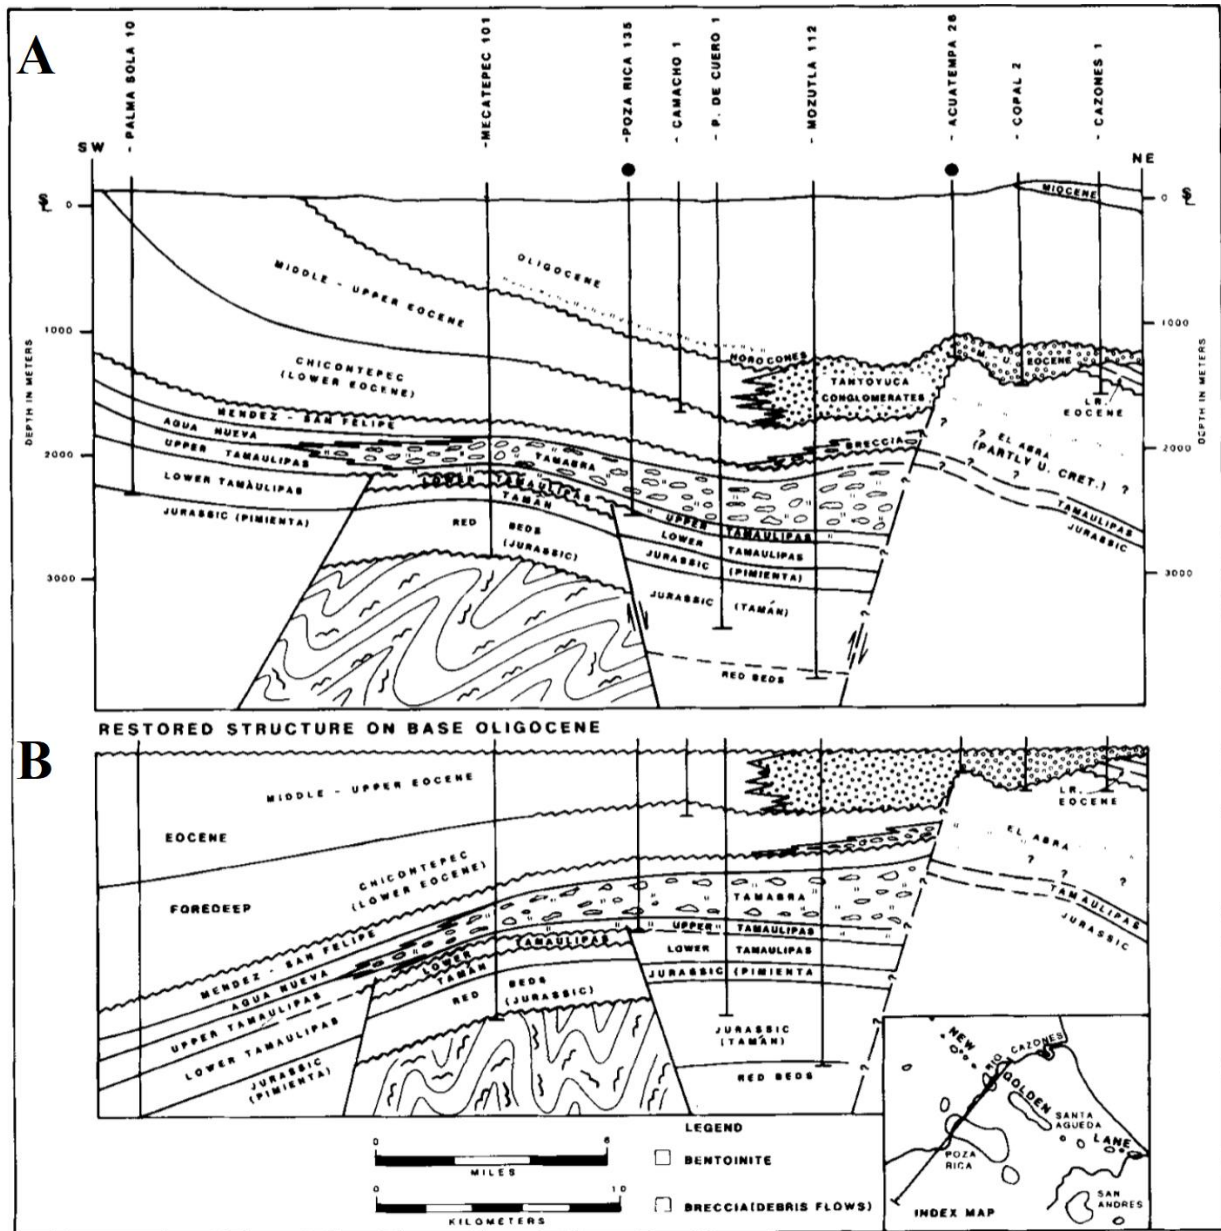 A
- PALMA SOLA 10
-MECATEPEC 101
-POZA RICA 135
- CAMACHO 1
- P. DE CUERO 1
- MOZUTLA 112
- ACUATEMPA 26
- COPAL 2
- CAZONES 1
SW
NE
MIOCENE
0
0
OLIGOCENE
MIDDLE - UPPER EOCENE
1000
1000
DEPTH IN METERS
DEPTH IN METERS
HORCONES
M. U. EOCENE
CHICONTEPEC
(LOWER EOCENE)
TANTOYUCA
CONGLOMERATES
LR.
EOCENE
MENDEZ - SAN FELIPE
AGUA NUEVA
BRECCIA
? EL ABRA
(PARTLY U. CRET.) ?
2000
2000
UPPER TAMAULIPAS
TAMABRA
LOWER TAMAULIPAS
LOWER TAMAULIPAS
TAMÁN
UPPER TAMAULIPAS
TAMAULIPAS
JURASSIC
JURASSIC (PIMIENTA)
RED BEDS
(JURASSIC)
LOWER TAMAULIPAS
JURASSIC (PIMIENTA)
3000
3000
JURASSIC (TAMÁN)
RED BEDS
RESTORED STRUCTURE ON BASE OLIGOCENE
B
MIDDLE - UPPER EOCENE
LR.
EOCENE
EOCENE
EL ABRA
CHICONTEPEC
(LOWER EOCENE)
FOREDEEP
TAMABRA
TAMAULIPAS
JURASSIC
MENDEZ - SAN FELIPE
AGUA NUEVA
UPPER TAMAULIPAS
LOWER TAMAULIPAS
UPPER TAMAULIPAS
LOWER TAMAULIPAS
TAMAN
RED BEDS
(JURASSIC)
JURASSIC (PIMIENTA
LOWER TAMAULIPAS
JURASSIC
(PIMIENTA)
JURASSIC
(TAMÁN)
RED BEDS
NEW
RIO CAZONES
GOLDEN
SANTA
AGUEDA
LANE
POZA
RICA
SAN
ANDRES
INDEX MAP
LEGEND
BENTOINITE
BRECCIA(DEBRIS FLOWS)
0 6
MILES
0 10
KILOMETERS